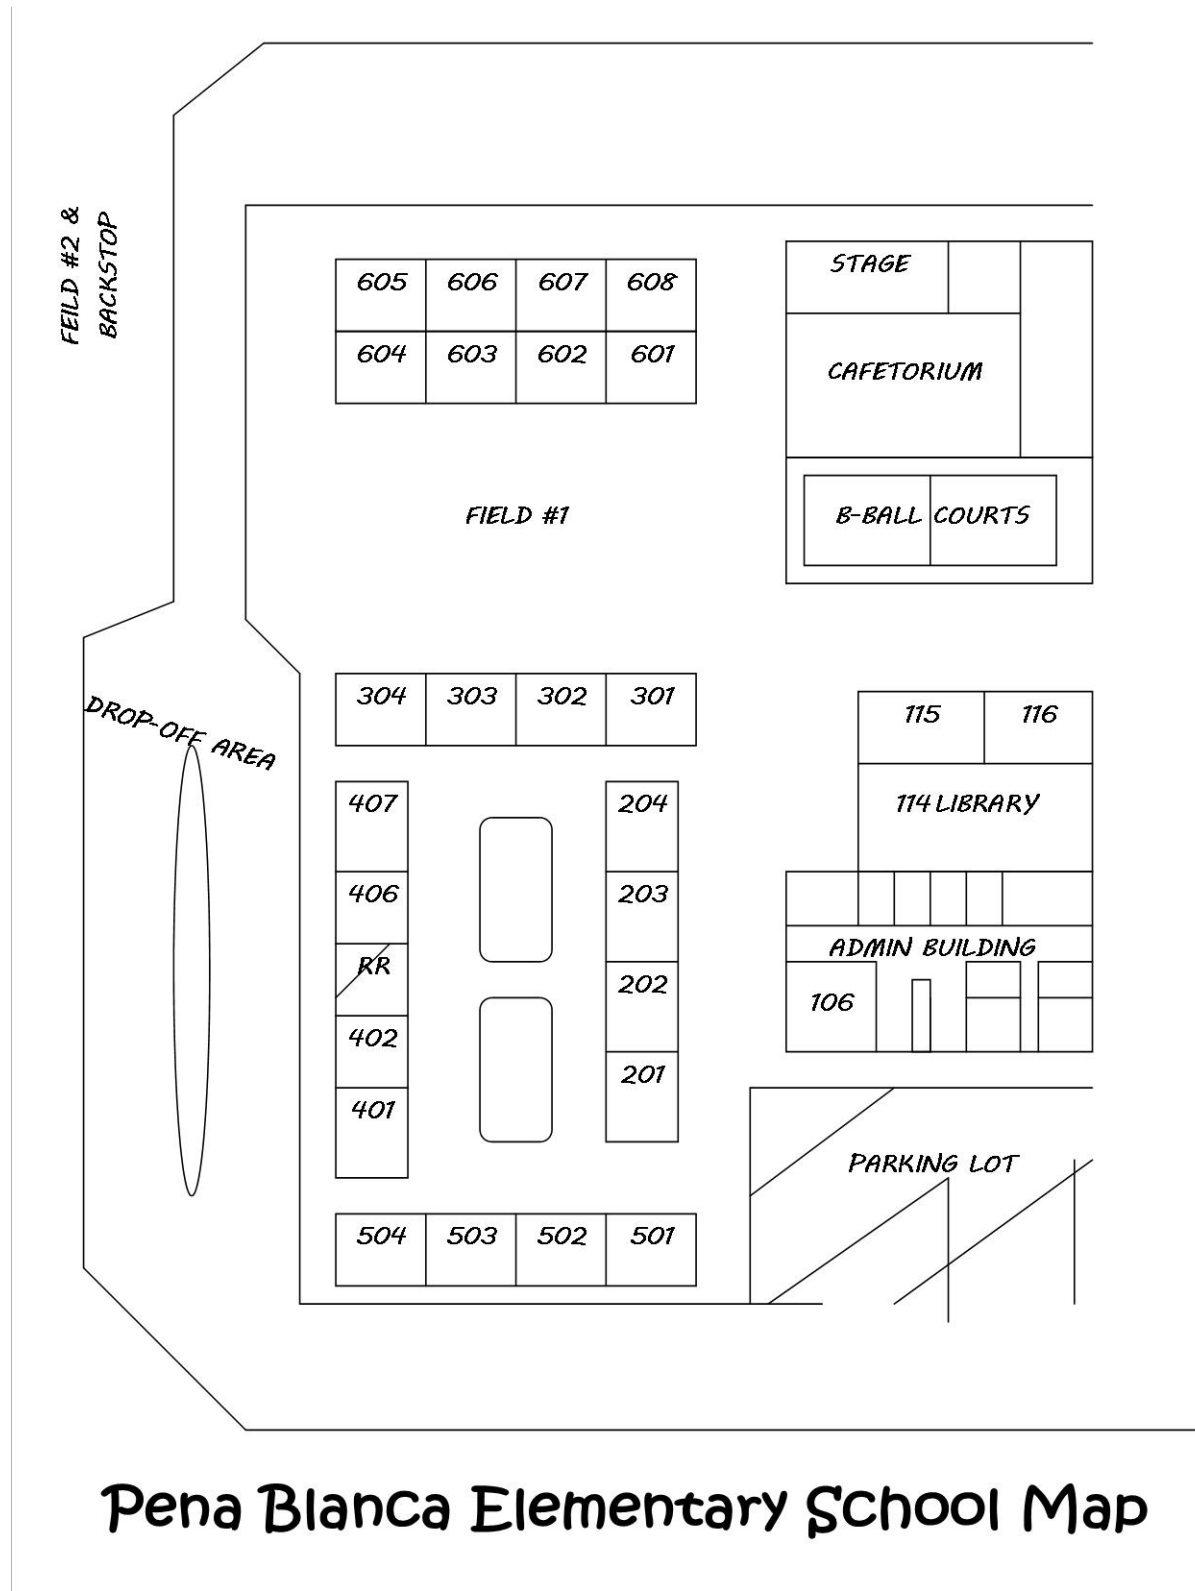 FEILD #2 &
BACKSTOP
605 606 607 608
604 603 602 601
STAGE
CAFETORIUM
FIELD #1
B-BALL COURTS
304 303 302 301
115 116
DROP-OFF AREA
407
204
114 LIBRARY
406
203
ADMIN BUILDING
RR
202
106
402
201
401
PARKING LOT
504 503 502 501
Pena Blanca Elementary School Map